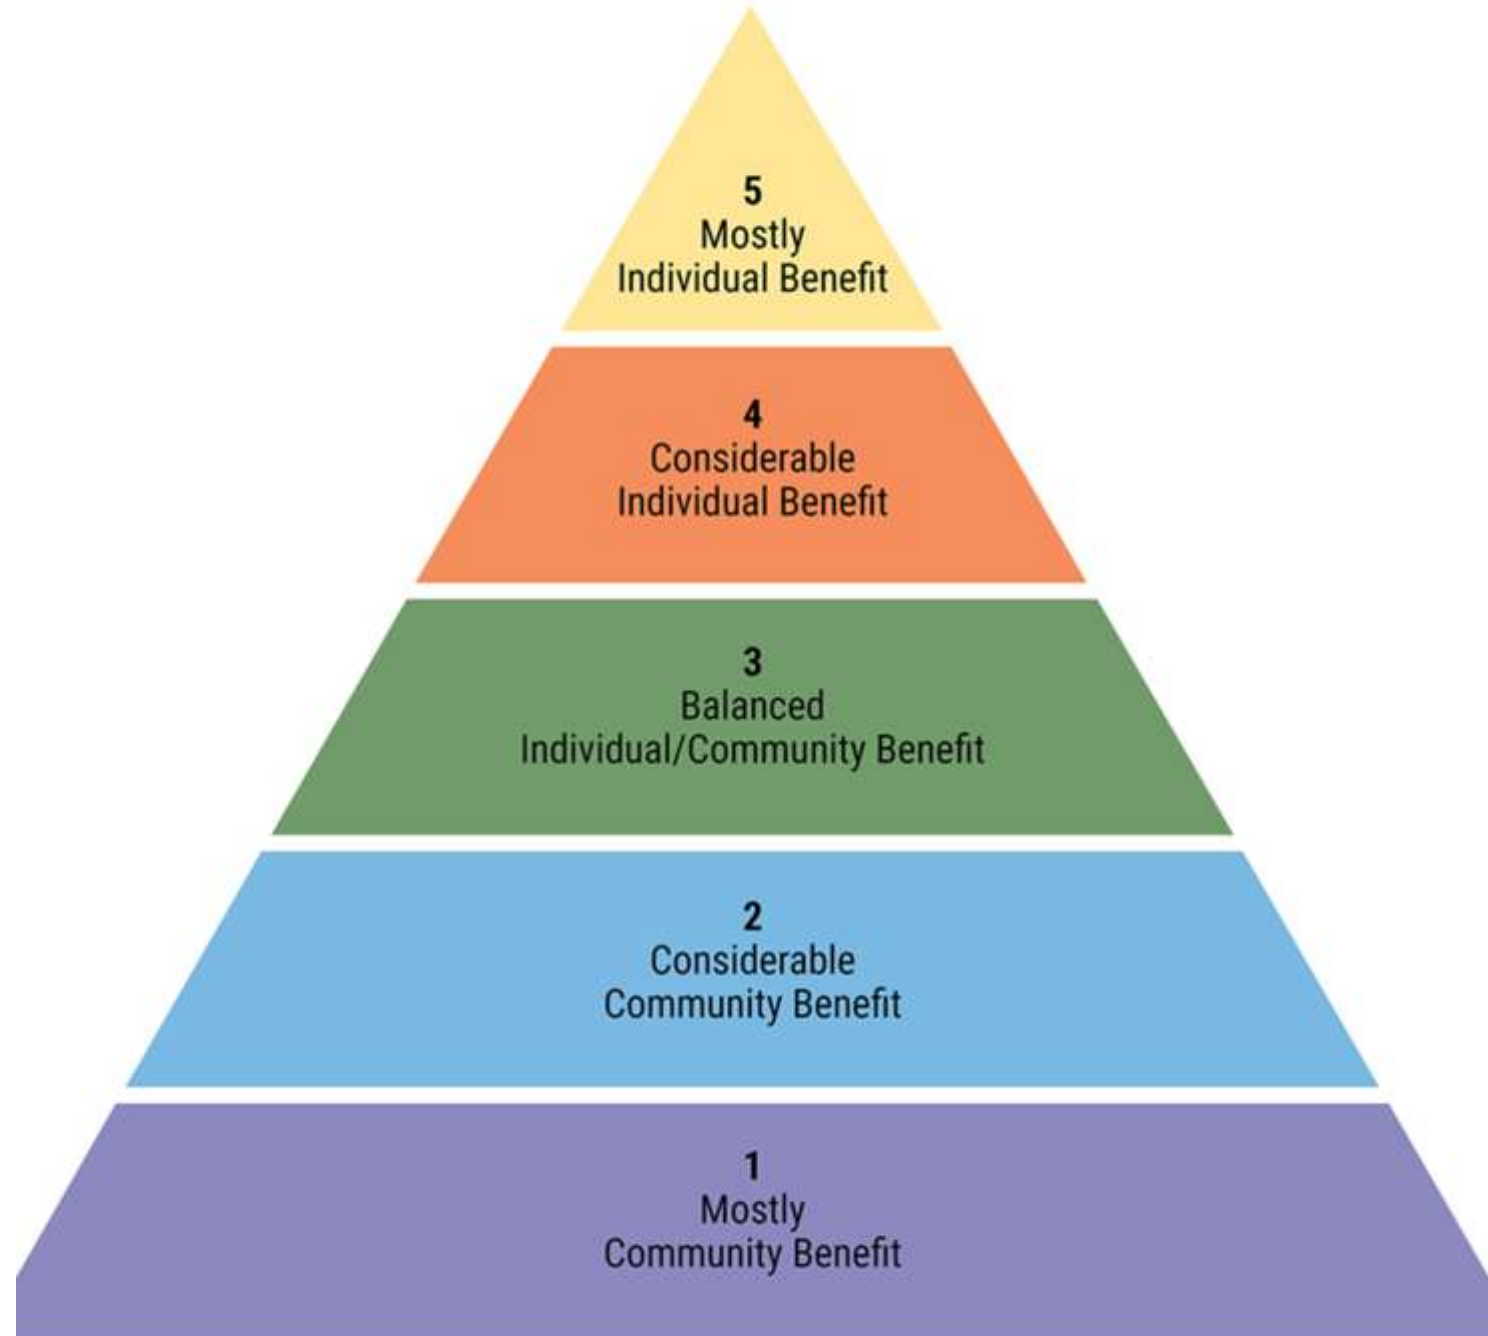 5
Mostly
Individual Benefit
4
Considerable
Individual Benefit
3
Balanced
Individual/Community Benefit
2
Considerable
Community Benefit
1
Mostly
Community Benefit